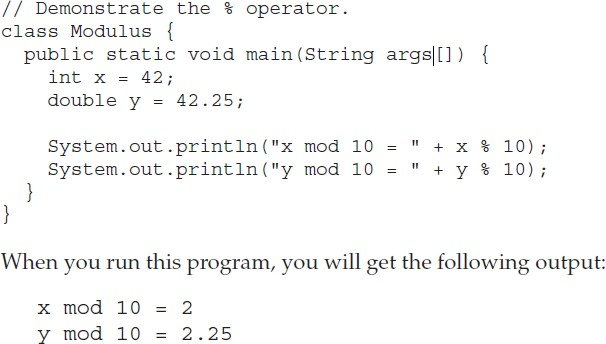 // Demonstrate the % operator.
class Modulus {
  public static void main(String args[]) {
    int x = 42;
    double y = 42.25;

    System.out.println("x mod 10 = " + x % 10);
    System.out.println("y mod 10 = " + y % 10);
  }
}
When you run this program, you will get the following output:
x mod 10 = 2
y mod 10 = 2.25